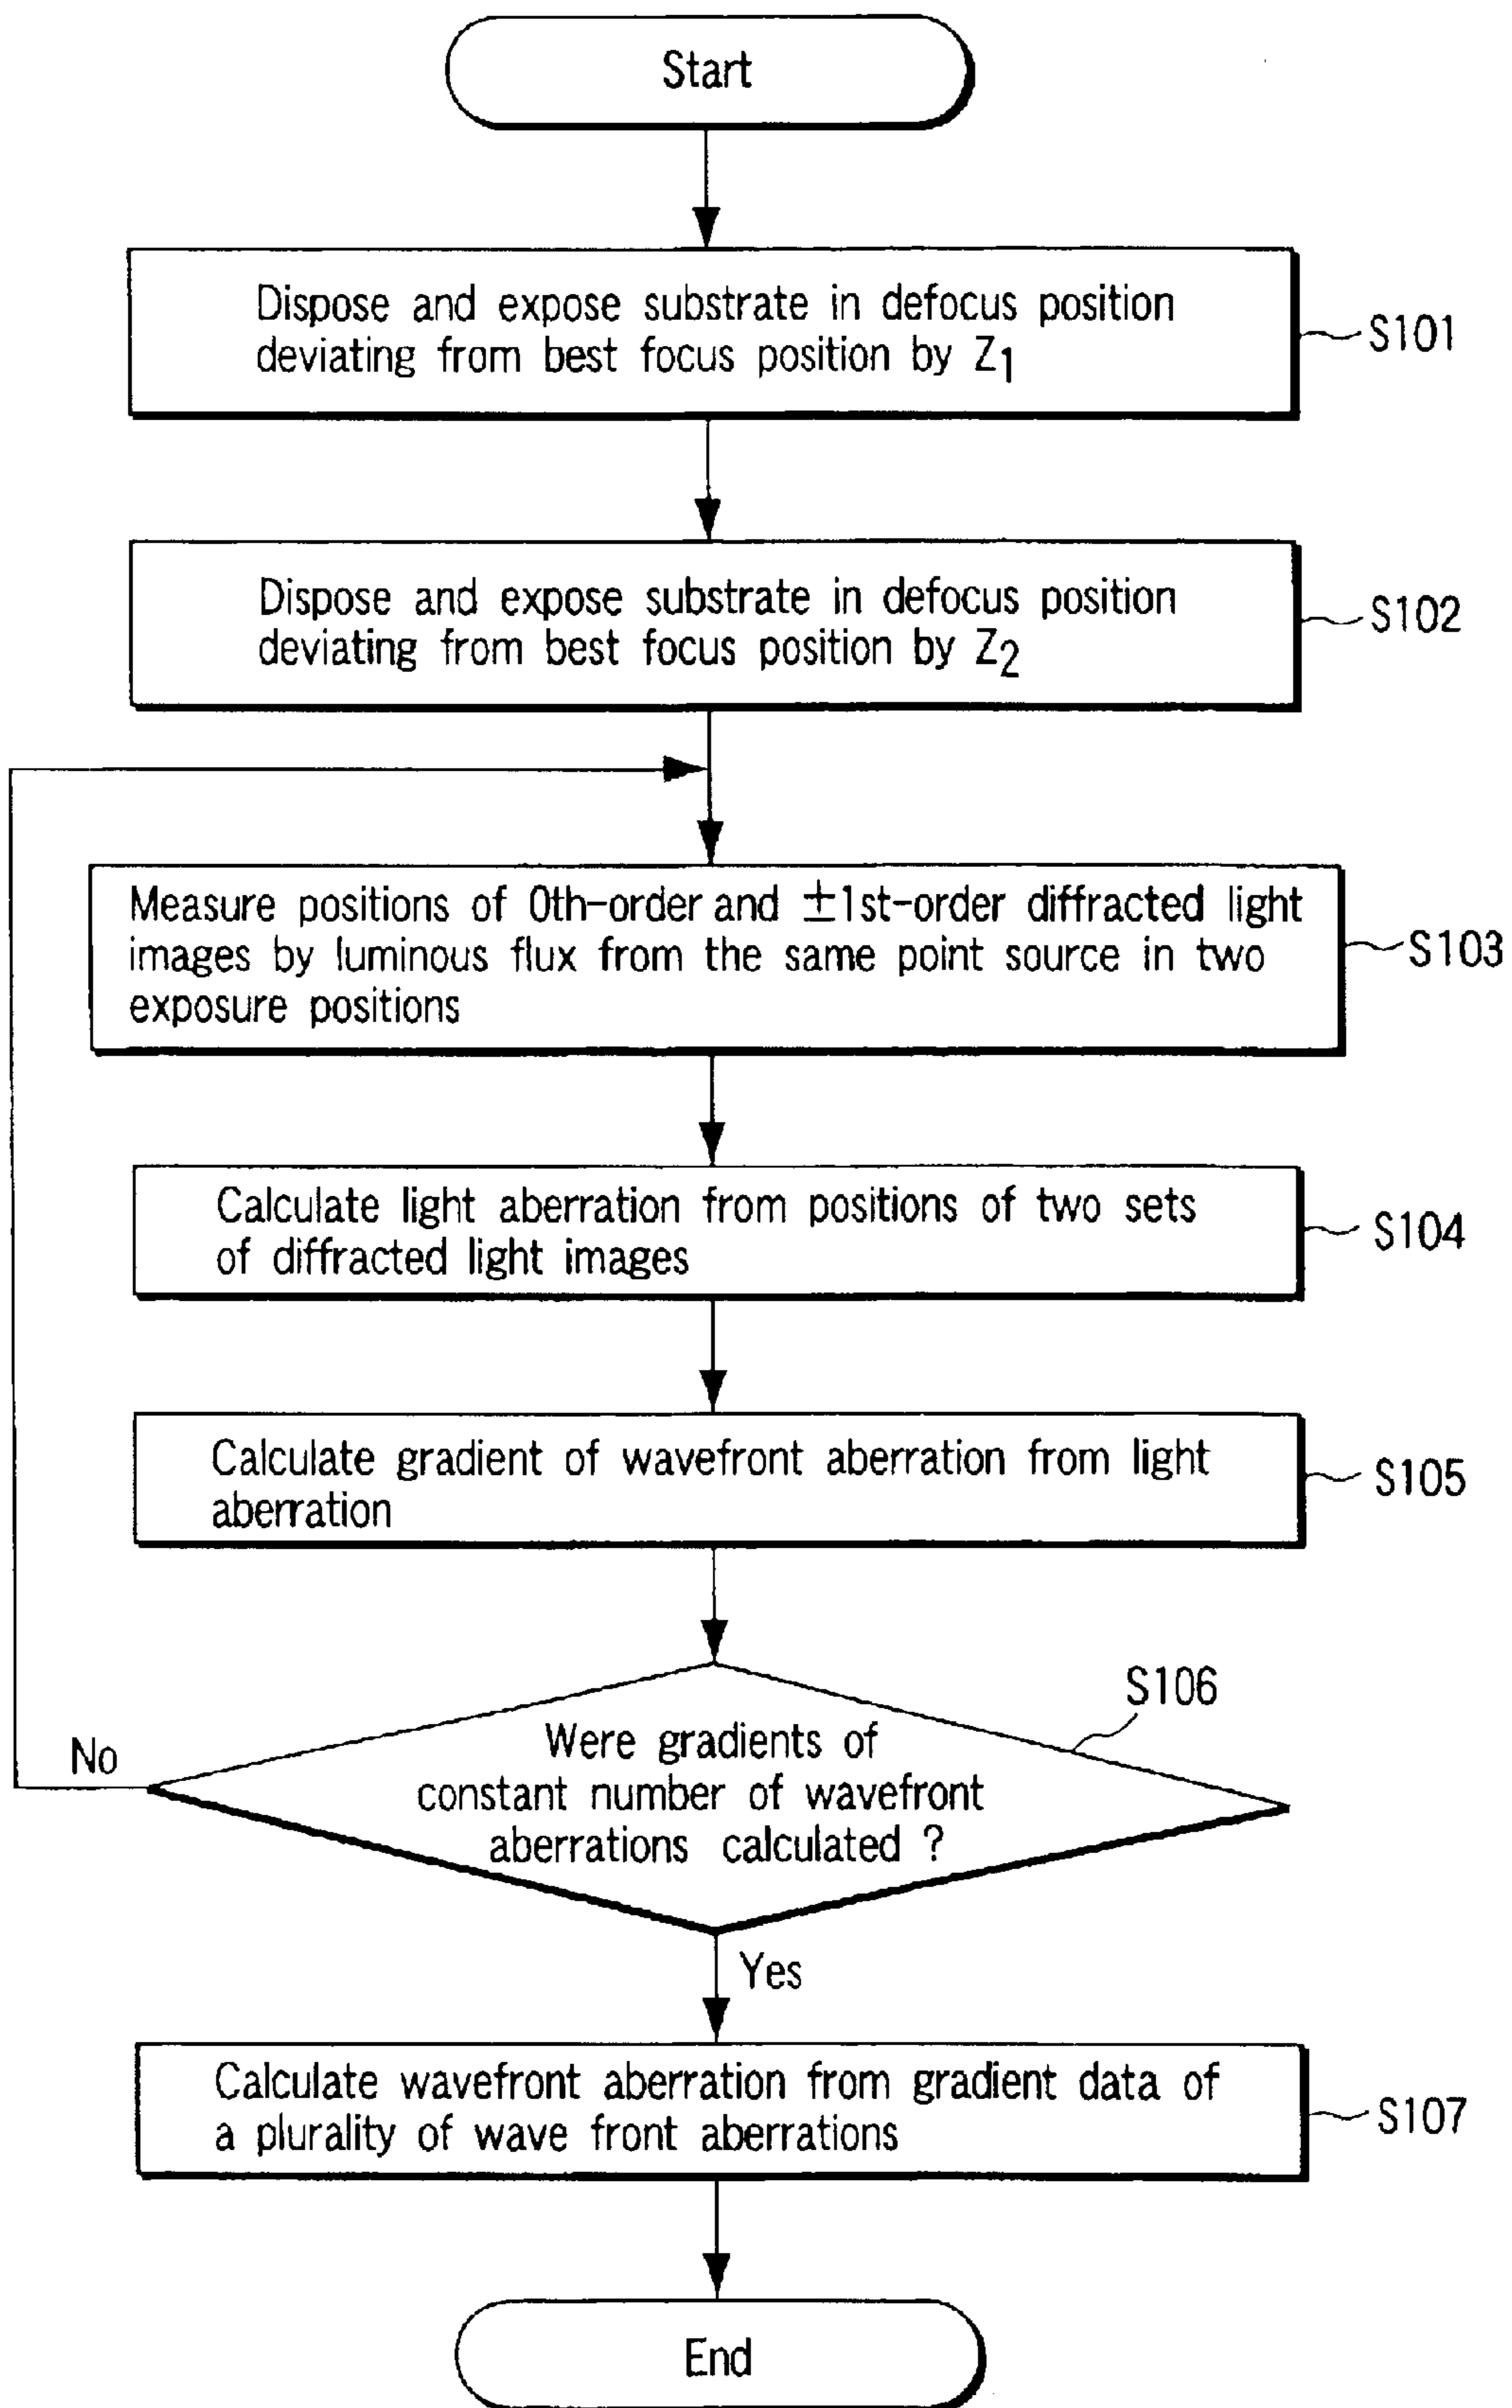 Start
Dispose and expose substrate in defocus position
deviating from best focus position by Z1
S101
Dispose and expose substrate in defocus position
deviating from best focus position by Z2
S102
Measure positions of 0th-order and ±1st-order diffracted light
images by luminous flux from the same point source in two
exposure positions
S103
Calculate light aberration from positions of two sets
of diffracted light images
S104
Calculate gradient of wavefront aberration from light
aberration
S105
S106
Were gradients of
constant number of wavefront
aberrations calculated ?
No
Yes
Calculate wavefront aberration from gradient data of
a plurality of wave front aberrations
S107
End